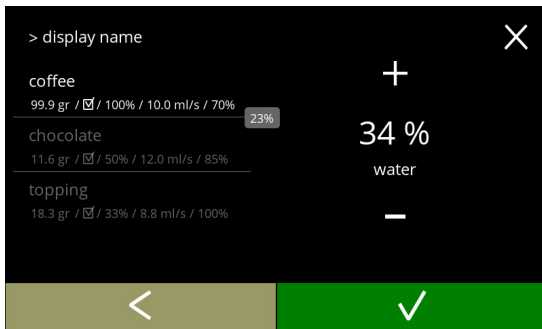 > display name
coffee
99.9 gr / ☑ / 100% / 10.0 ml/s / 70%
23%
chocolate
11.6 gr / ☑ / 50% / 12.0 ml/s / 85%
topping
18.3 gr / ☑ / 33% / 8.8 ml/s / 100%
+
34 %
water
−
<